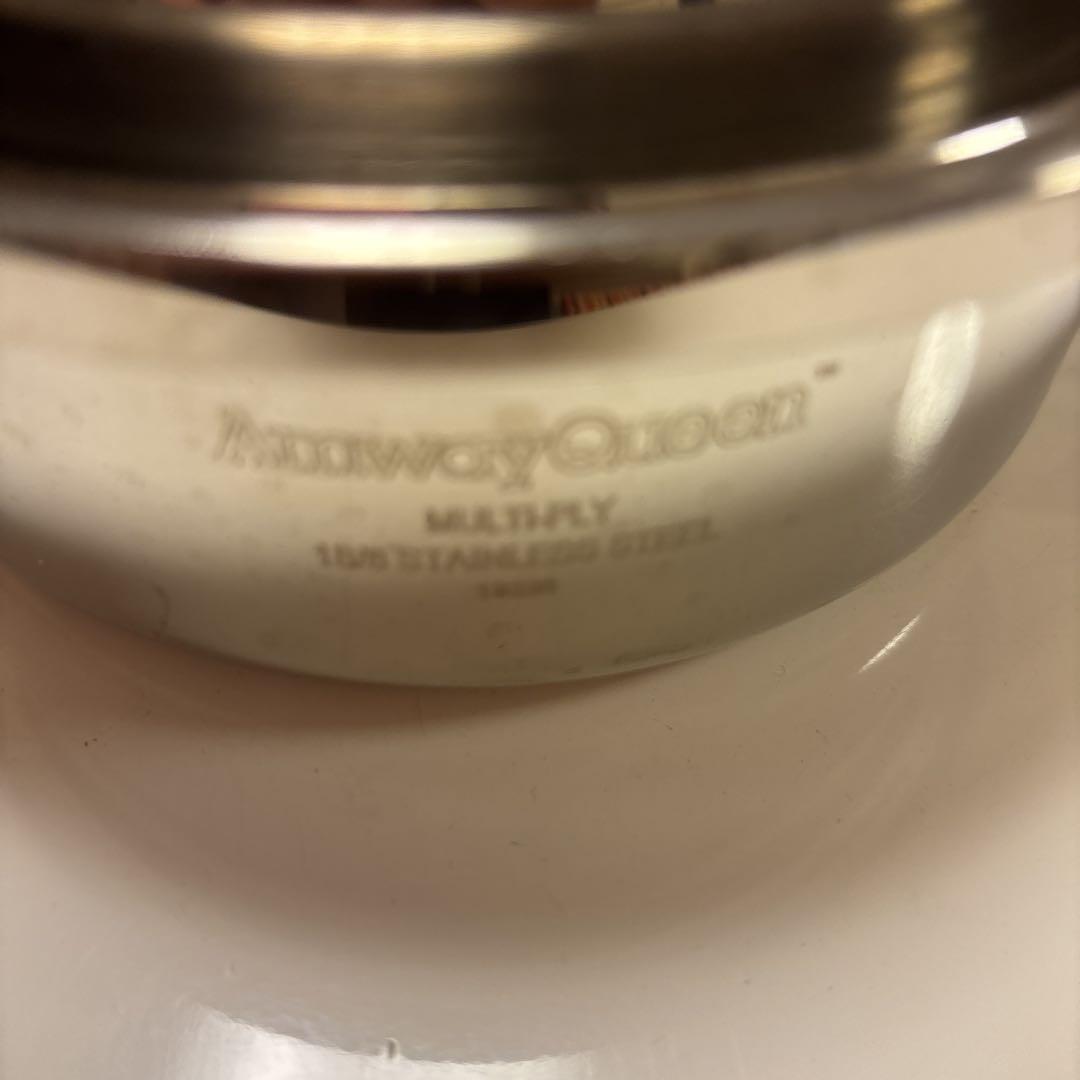 AmwayQueen™
MULTI-PLY
18/8 STAINLESS STEEL